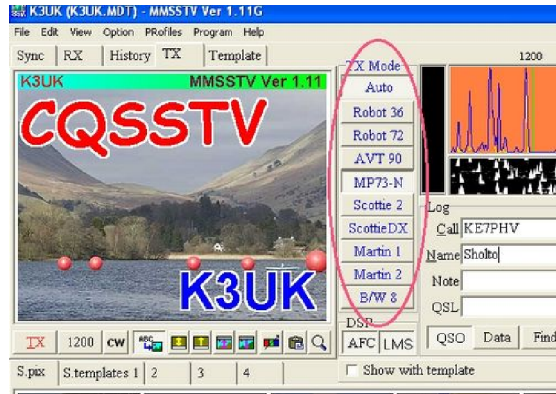 K3UK (K3UK.MDT) - MMSSTV Ver 1.11G
File Edit View Option PRofiles Program Help
Sync RX History TX Template
K3UK MMSSTV Ver 1.11
CQSSTV
K3UK
TX Mode
Auto
Robot 36
Robot 72
AVT 90
MP73-N
Scottie 2
ScottieDX
Martin 1
Martin 2
B/W 8
DSP
AFC LMS
1200
Log
Call KE7PHV
Name Sholto
Note
QSL
QSO Data Find
TX 1200 CW ABC
S.pix S.templates 1 2 3 4
Show with template